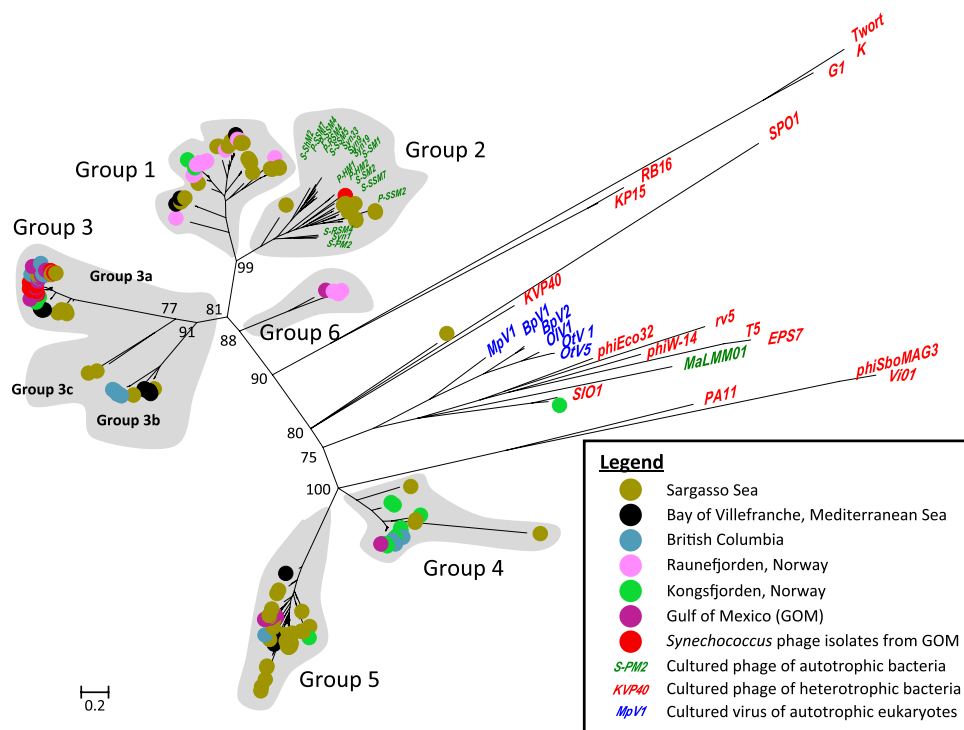 Twort
K
G1
SPO1
RB16
KP15
Group 1
Group 2
S-ShM2
P-SSM7
Syn19
S-SM1
P-HM1
P-HM2
S-SM2
S-SSM7
P-SSM2
S-RSM4
Syn1
S-PM2
Group 3
Group 3a
99
77
81
91
88
Group 6
KVP40
MpV1
BpV1
BpV2
OlV1
OtV 1
OtV5
phiEco32
rv5
phiW-14
T5
EPS7
MaLMM01
phiSboMAG3
Vi01
SIO1
PA11
Group 3c
Group 3b
90
80
75
100
Group 4
Group 5
0.2
Legend
Sargasso Sea
Bay of Villefranche, Mediterranean Sea
British Columbia
Raunefjorden, Norway
Kongsfjorden, Norway
Gulf of Mexico (GOM)
Synechococcus phage isolates from GOM
S-PM2 Cultured phage of autotrophic bacteria
KVP40 Cultured phage of heterotrophic bacteria
MpV1 Cultured virus of autotrophic eukaryotes